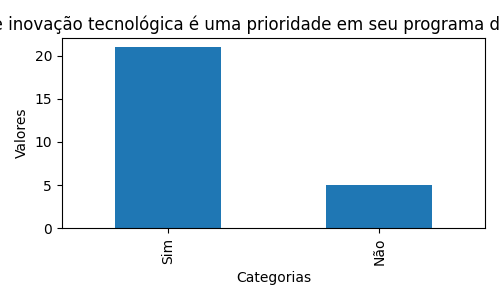 e inovação tecnológica é uma prioridade em seu programa d
20
15
10
5
0
Valores
Sim
Não
Categorias